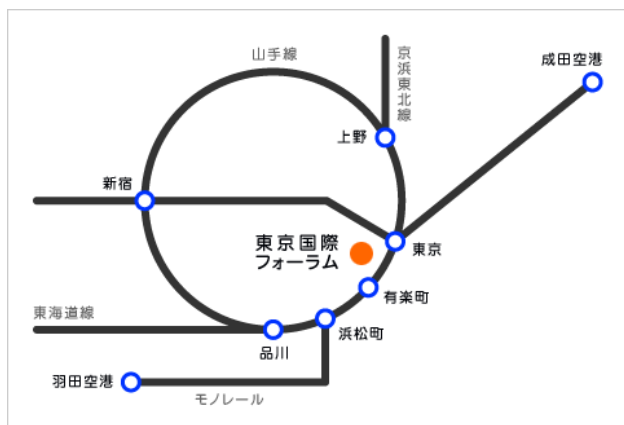 山手線
京浜東北線
成田空港
上野
新宿
東京国際
フォーラム
東京
有楽町
東海道線
浜松町
品川
羽田空港
モノレール